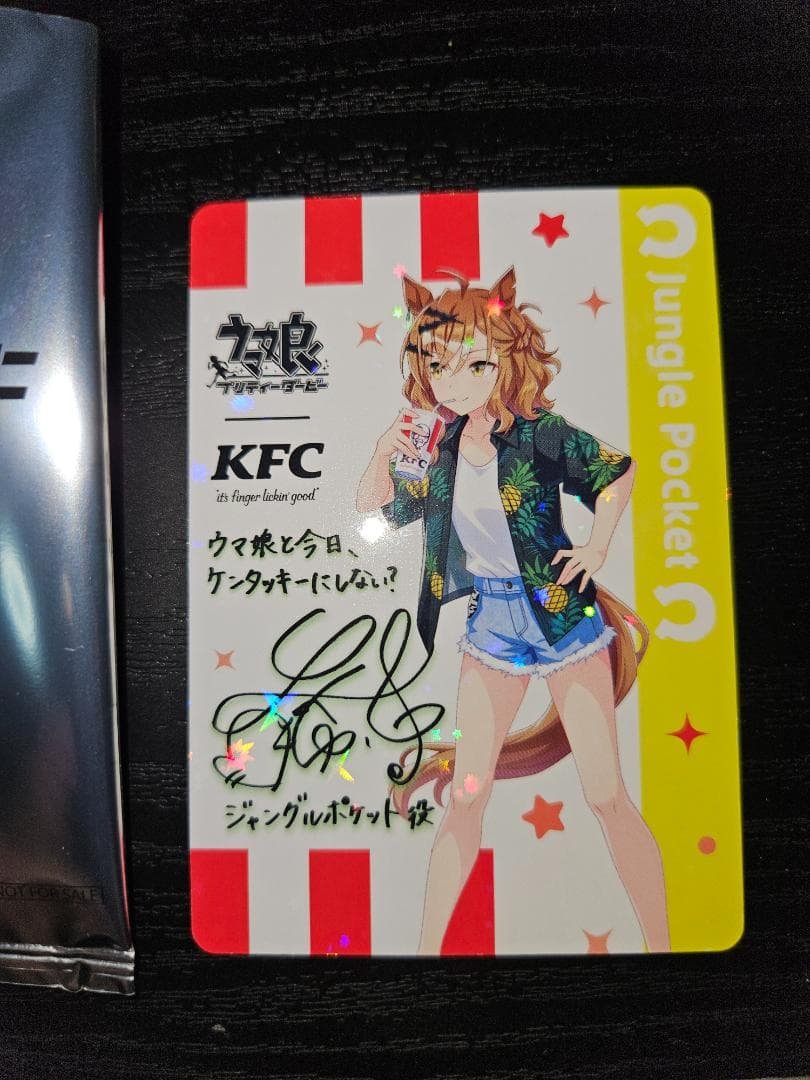 ウマ娘
プリティーダービー
KFC
"it's finger lickin' good"
ウマ娘と今日、
ケンタッキーにしない?
ジャングルポケット 役
Jungle Pocket
KFC
NOT FOR SALE